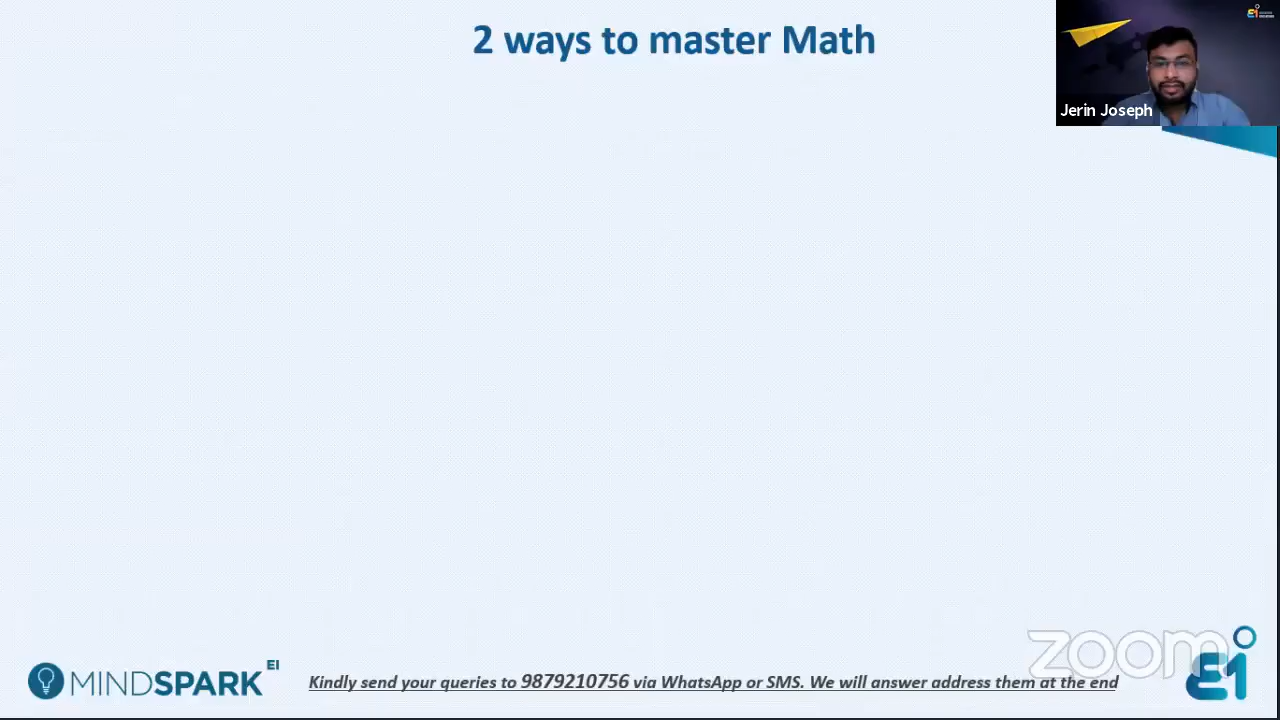 2 ways to master Math
Jerin Joseph
MINDSPARK EI
Kindly send your queries to 9879210756 via WhatsApp or SMS. We will answer address them at the end
zoom
Ei